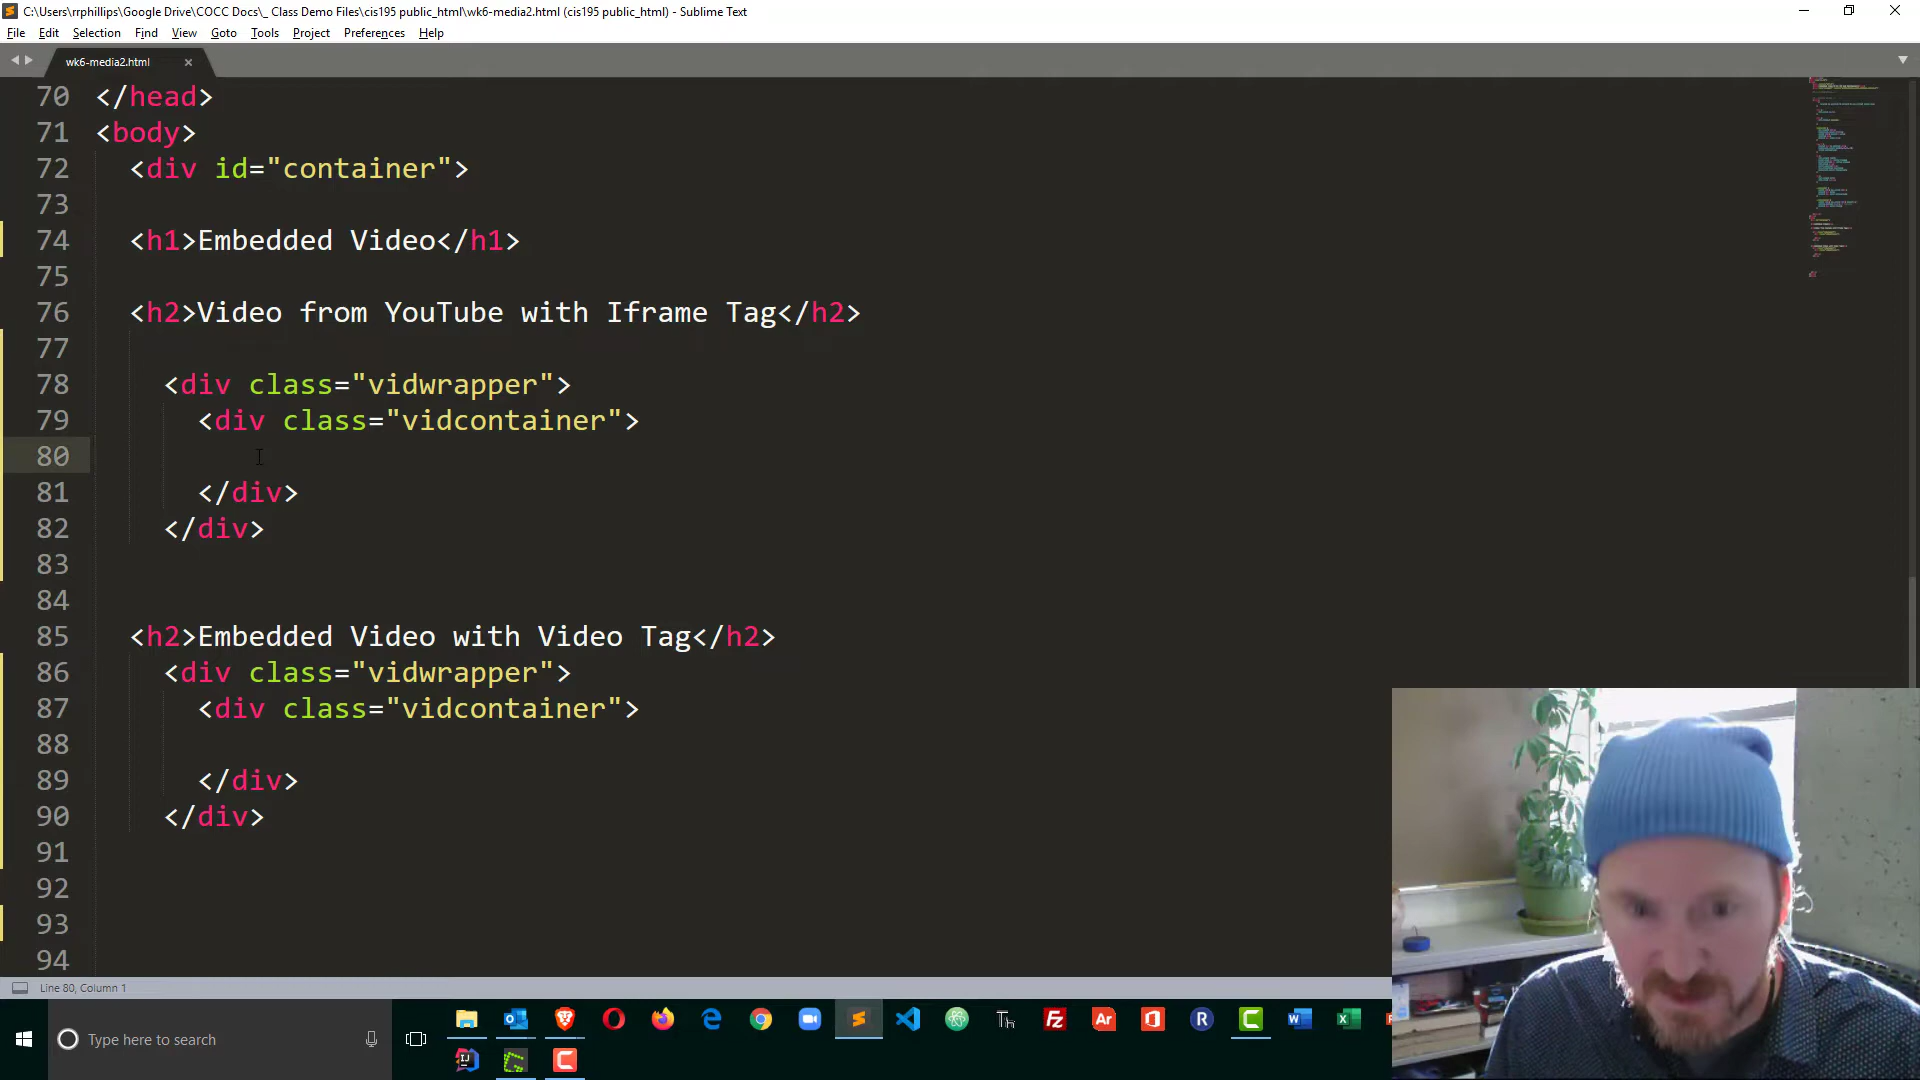 C:\Users\rrphillips\Google Drive\COCC Docs\_ Class Demo Files\cis195 public_html\wk6-media2.html (cis195 public_html) - Sublime Text
File Edit Selection Find View Goto Tools Project Preferences Help
wk6-media2.html
70 </head>
71 <body>
72 <div id="container">
73
74 <h1>Embedded Video</h1>
75
76 <h2>Video from YouTube with Iframe Tag</h2>
77
78 <div class="vidwrapper">
79 <div class="vidcontainer">
80
81 </div>
82 </div>
83
84
85 <h2>Embedded Video with Video Tag</h2>
86 <div class="vidwrapper">
87 <div class="vidcontainer">
88
89 </div>
90 </div>
91
92
93
94
Line 80, Column 1
Type here to search
Th
Fz
Ar
R
IJ